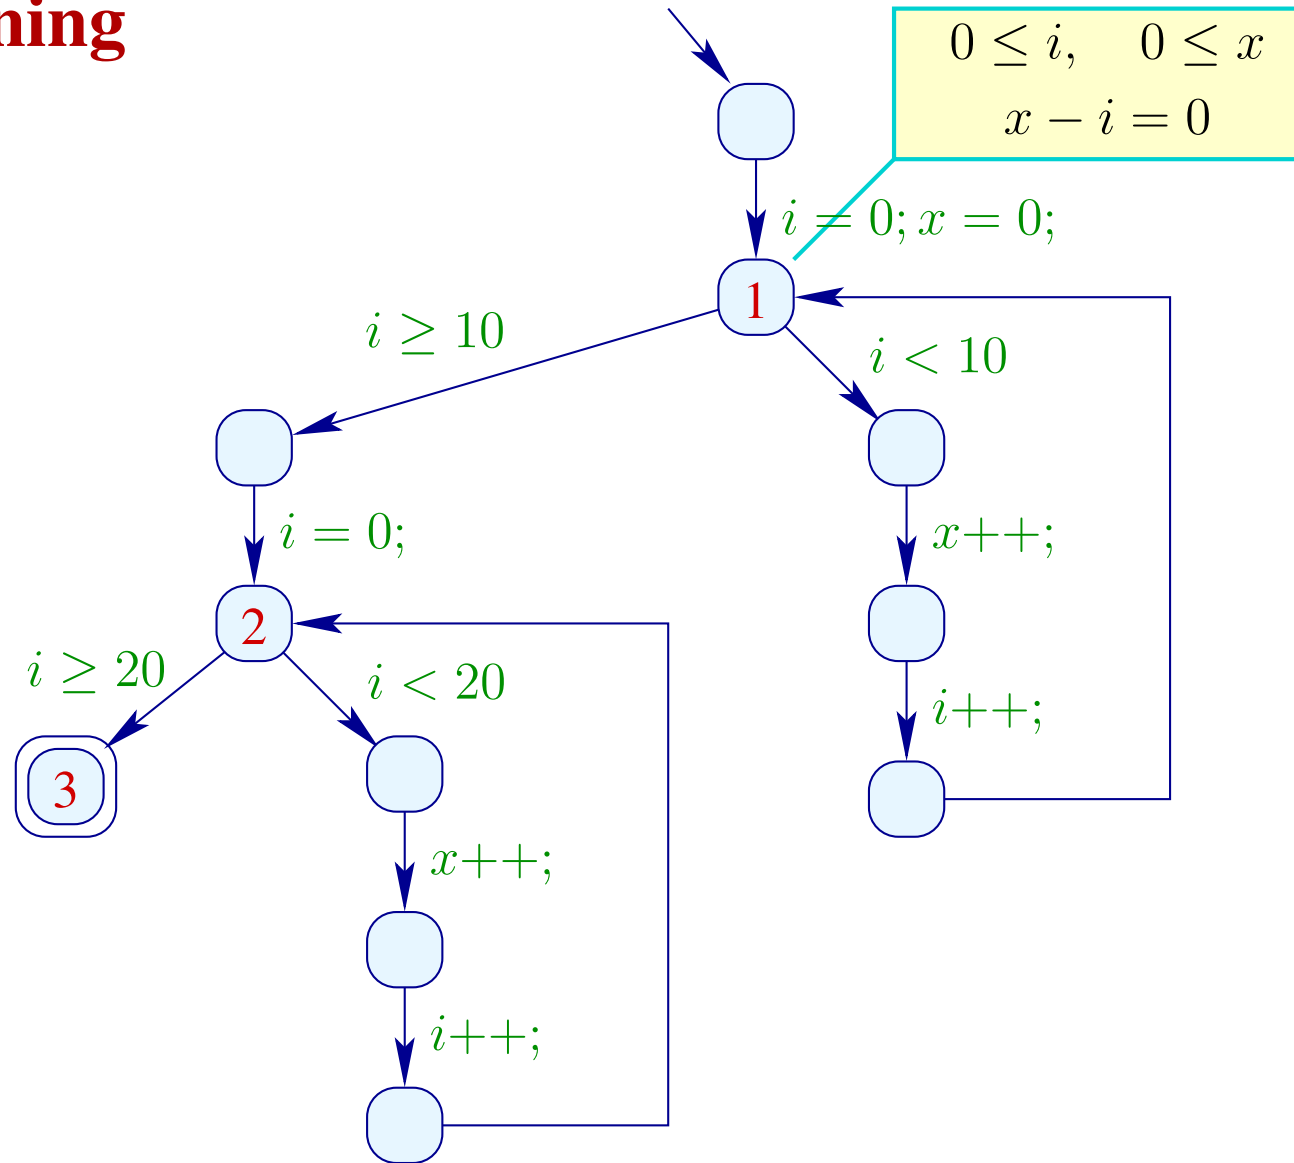 ning
0 ≤ i, 0 ≤ x
x − i = 0
i = 0; x = 0;
1
i ≥ 10
i < 10
i = 0;
x++;
2
i ≥ 20
i < 20
i++;
3
x++;
i++;